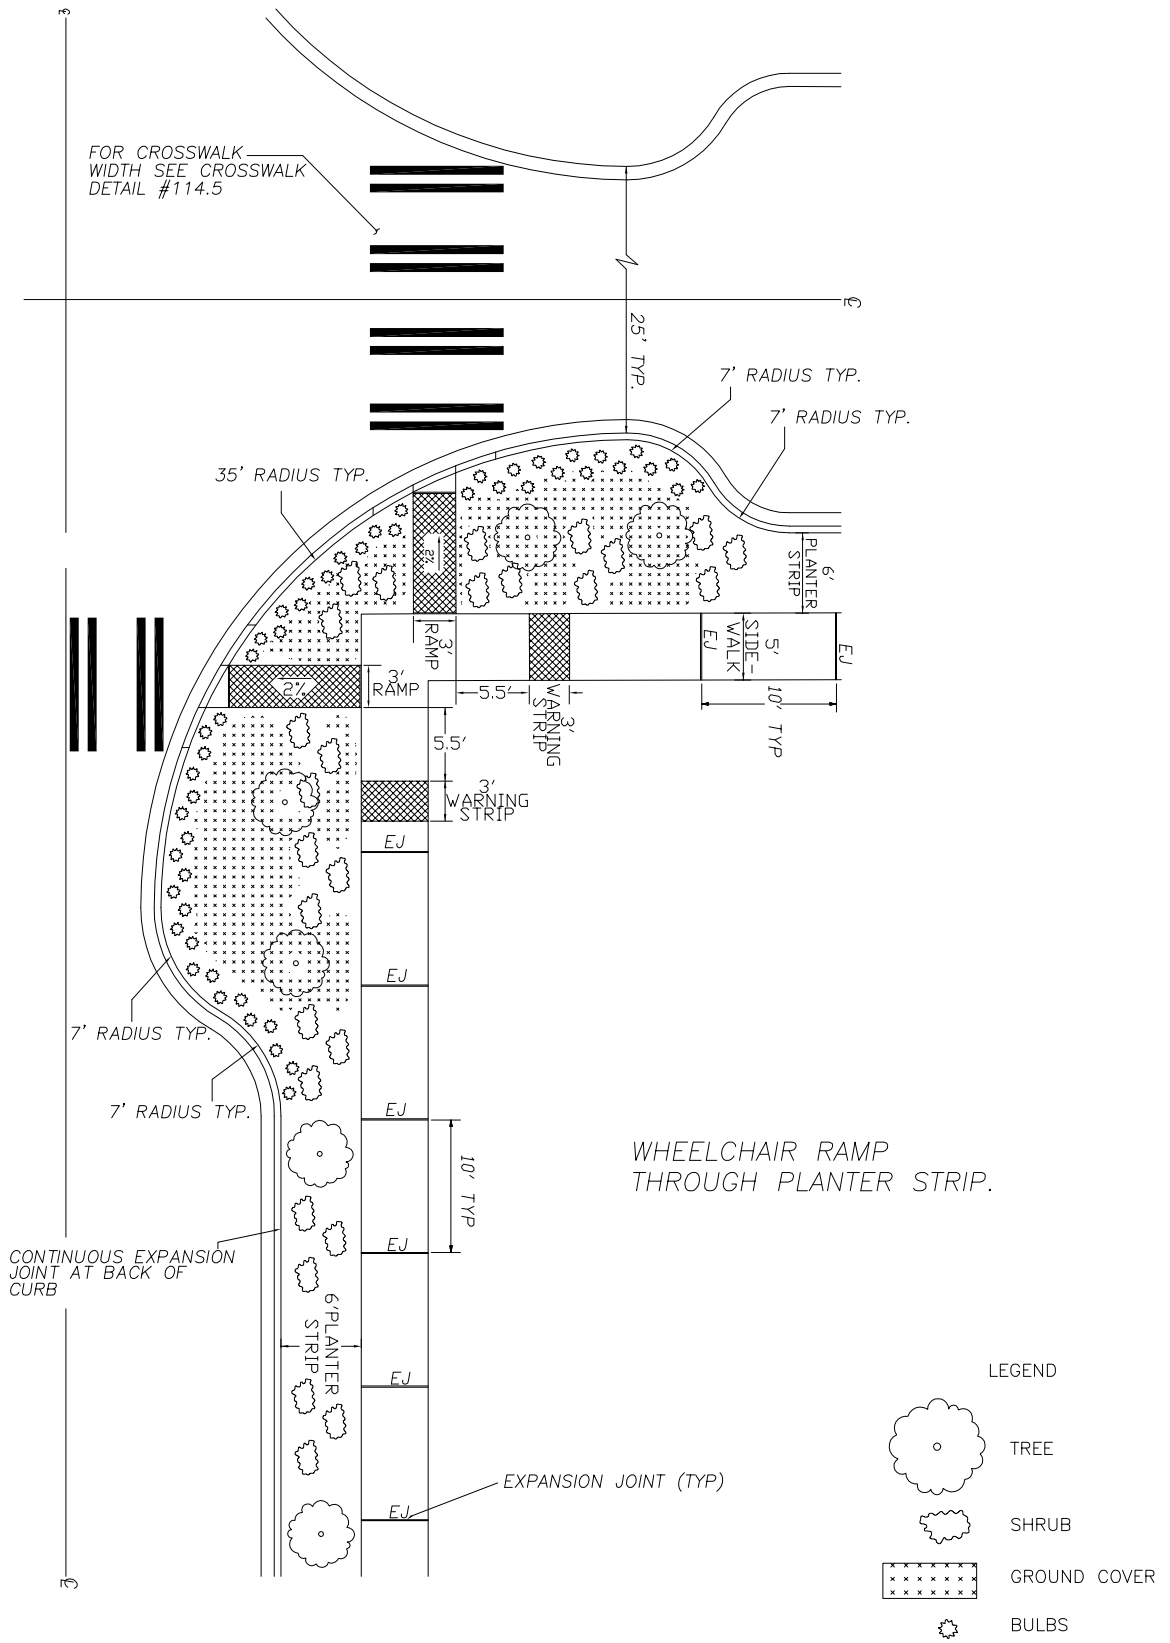 ℄
FOR CROSSWALK
WIDTH SEE CROSSWALK
DETAIL #114.5
℄
25' TYP.
7' RADIUS TYP.
7' RADIUS TYP.
35' RADIUS TYP.
6'
PLANTER
STRIP
2%
3'
RAMP
5'
SIDE-
WALK
EJ
EJ
2%
3'
RAMP
5.5'
3'
WARNING
STRIP
10' TYP
5.5'
3'
WARNING
STRIP
EJ
EJ
7' RADIUS TYP.
7' RADIUS TYP.
EJ
10' TYP
WHEELCHAIR RAMP
THROUGH PLANTER STRIP.
EJ
CONTINUOUS EXPANSION
JOINT AT BACK OF
CURB
6' PLANTER
STRIP
EJ
EXPANSION JOINT (TYP)
EJ
℄
LEGEND
TREE
SHRUB
GROUND COVER
BULBS